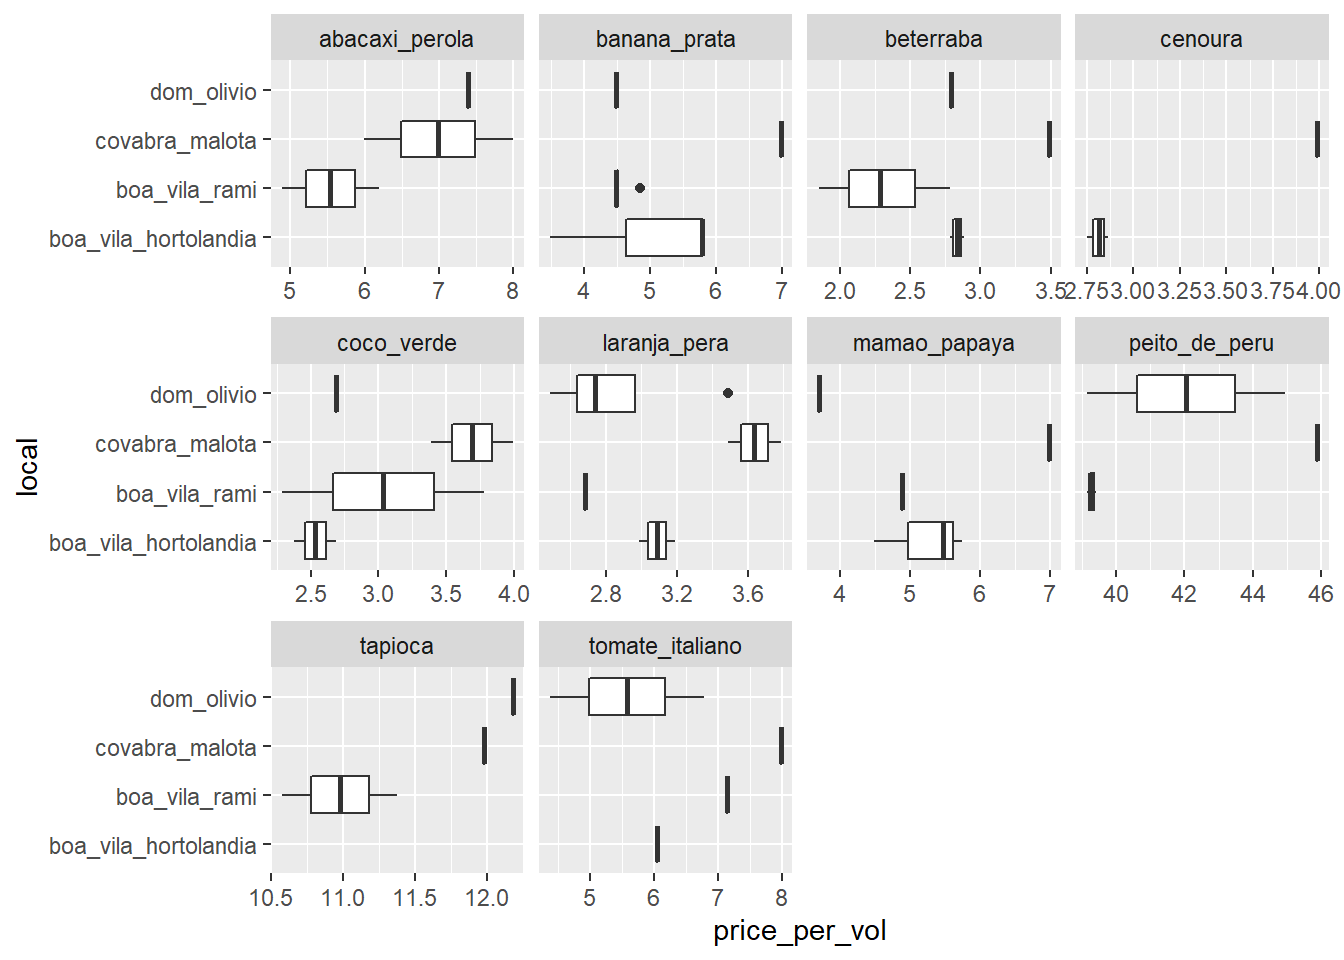 abacaxi_perola banana_prata beterraba cenoura
dom_olivio
covabra_malota
boa_vila_rami
boa_vila_hortolandia
5 6 7 8 4 5 6 7 2.0 2.5 3.0 3.5 2.75 3.00 3.25 3.50 3.75 4.00
coco_verde laranja_pera mamao_papaya peito_de_peru
dom_olivio
covabra_malota
boa_vila_rami
boa_vila_hortolandia
2.5 3.0 3.5 4.0 2.8 3.2 3.6 4 5 6 7 40 42 44 46
local
tapioca tomate_italiano
dom_olivio
covabra_malota
boa_vila_rami
boa_vila_hortolandia
10.5 11.0 11.5 12.0 5 6 7 8
price_per_vol